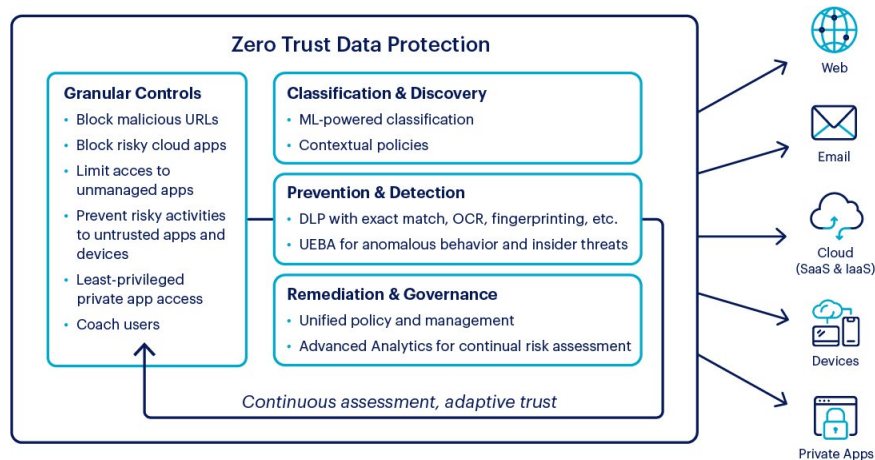 Zero Trust Data Protection
Granular Controls
• Block malicious URLs
• Block risky cloud apps
• Limit acces to
unmanaged apps
• Prevent risky activities
to untrusted apps and
devices
• Least-privileged
private app access
• Coach users
Classification & Discovery
• ML-powered classification
• Contextual policies
Prevention & Detection
• DLP with exact match, OCR, fingerprinting, etc.
• UEBA for anomalous behavior and insider threats
Remediation & Governance
• Unified policy and management
• Advanced Analytics for continual risk assessment
Continuous assessment, adaptive trust
Web
Email
Cloud
(SaaS & IaaS)
Devices
Private Apps